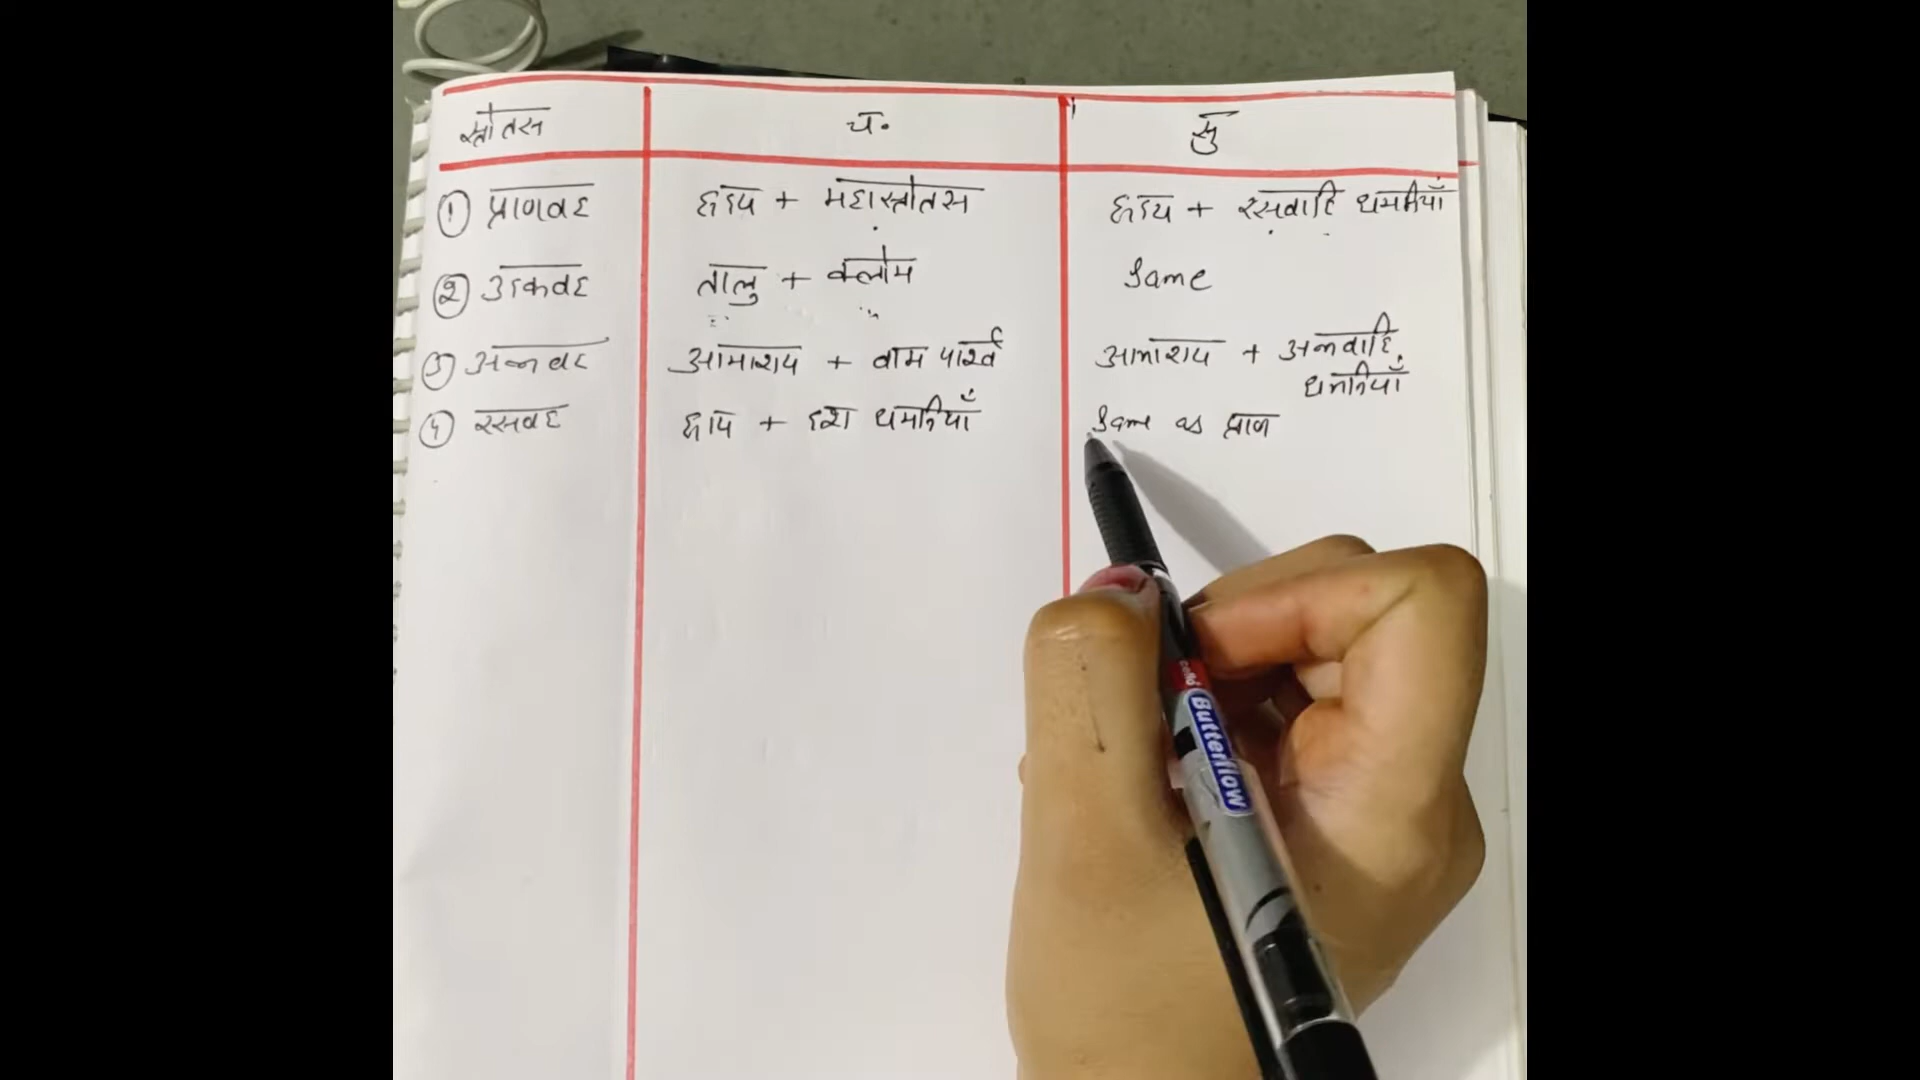 स्त्रोतस च. सु
① प्राणवह हृदय + महास्त्रोतस हृदय + रसवाहि धमनियाँ
② उदकवह तालु + क्लोम Same
③ अन्नवह आमाशय + वाम पार्श्व आमाशय + अन्नवाहि
धमनियाँ
④ रसवह हृदय + दश धमनियाँ Same as प्राण
cello Butterflow